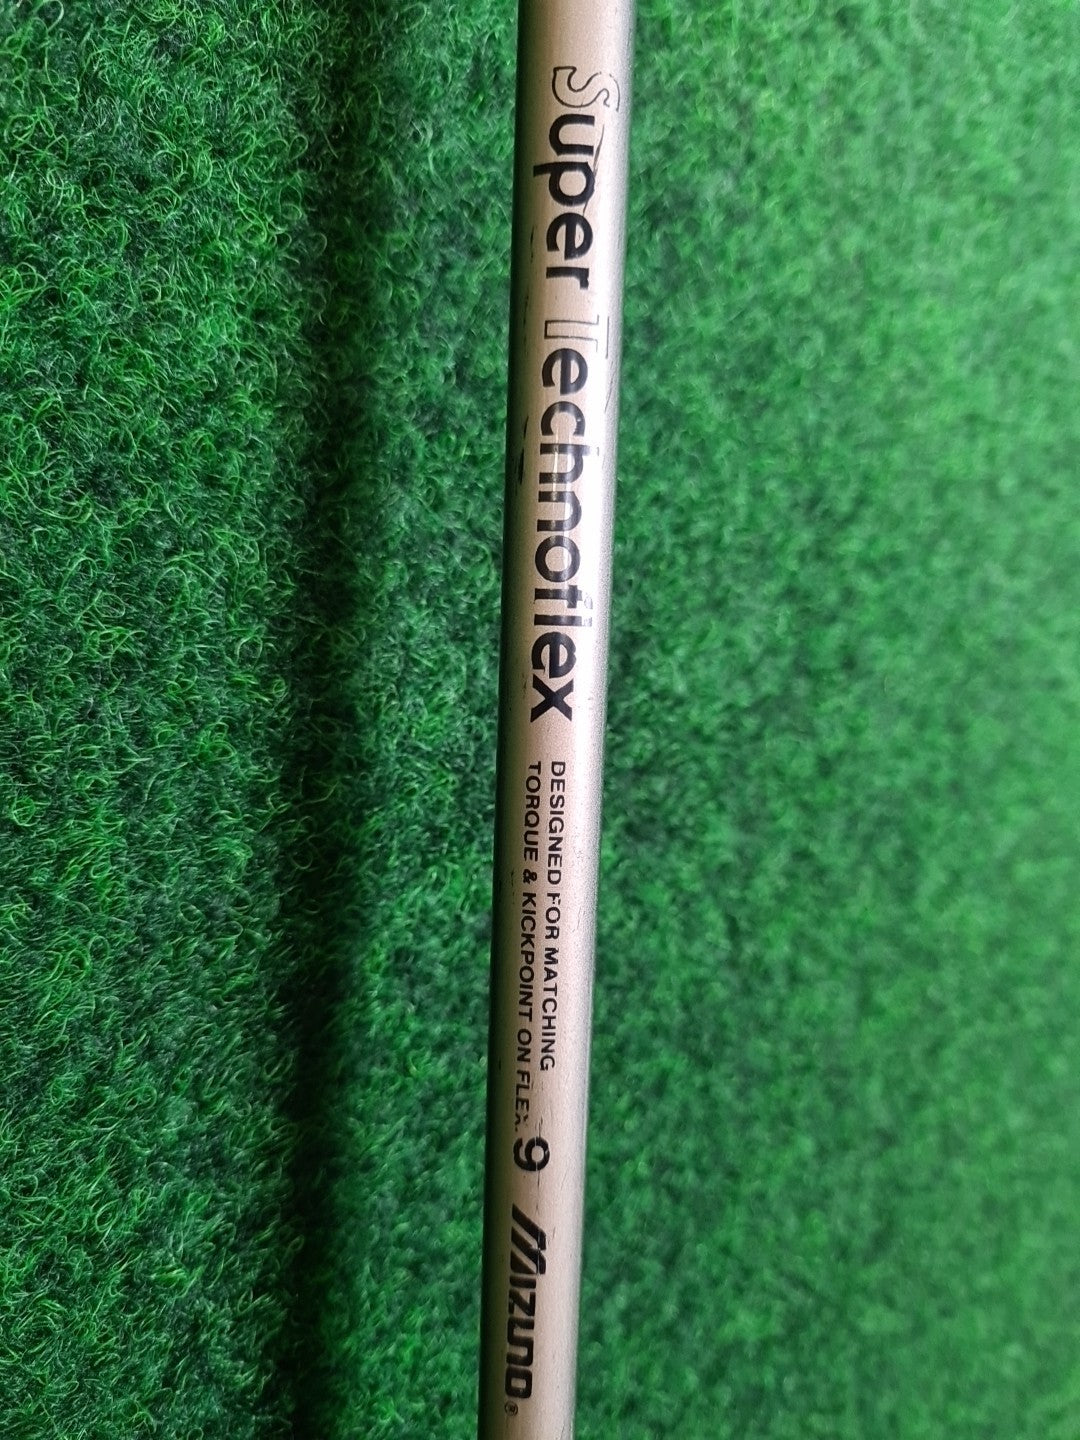 Super Technoflex
DESIGNED FOR MATCHING
TORQUE & KICKPOINT ON FLEX.
9
MIZUNO®